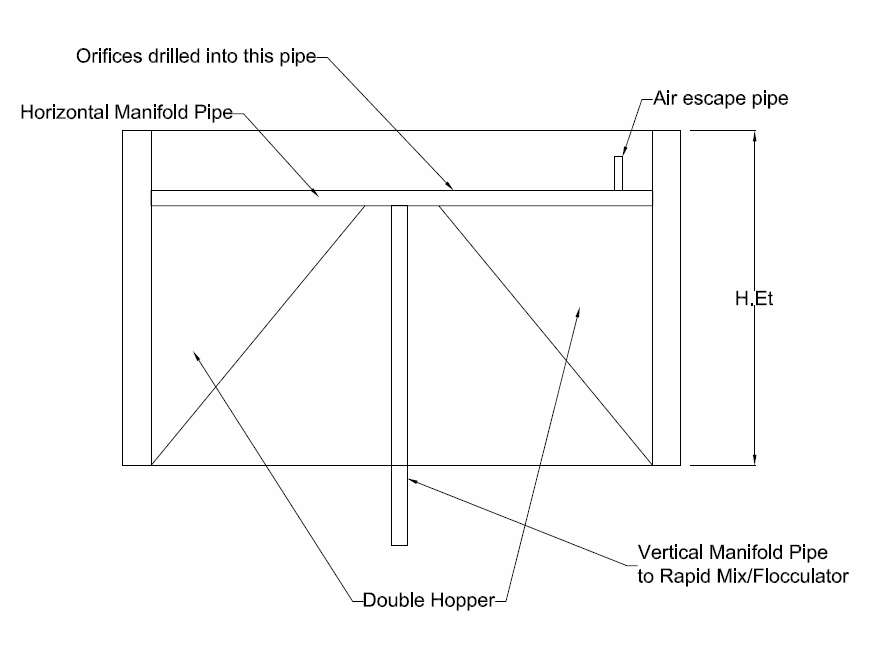 Orifices drilled into this pipe
Air escape pipe
Horizontal Manifold Pipe
H.Et
Vertical Manifold Pipe
to Rapid Mix/Flocculator
Double Hopper